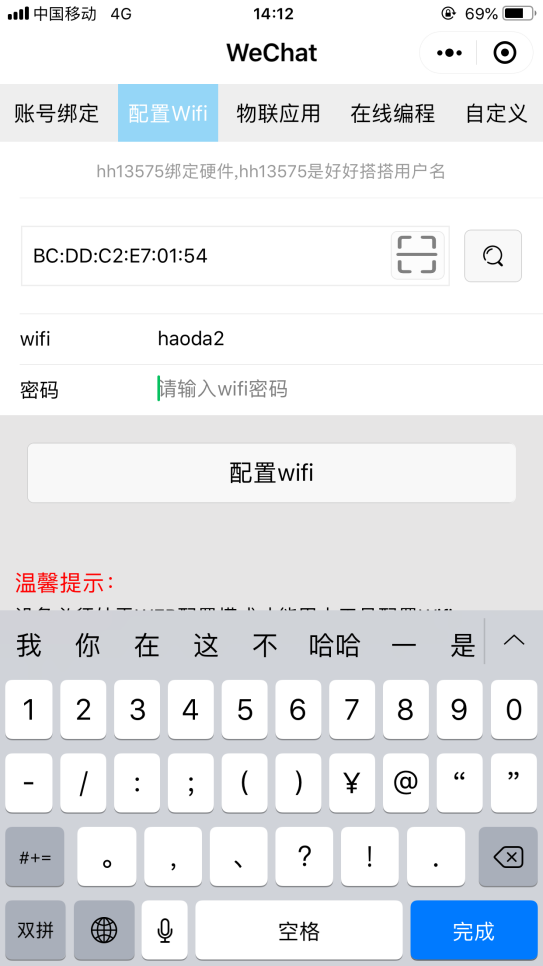 中国移动 4G 14:12 69%
WeChat
账号绑定 配置Wifi 物联应用 在线编程 自定义
hh13575绑定硬件,hh13575是好好搭搭用户名
BC:DD:C2:E7:01:54
wifi haoda2
密码 请输入wifi密码
配置wifi
温馨提示：
我 你 在 这 不 哈哈 一 是
1 2 3 4 5 6 7 8 9 0
- / : ; ( ) ¥ @ “ ”
#+= 。 , 、 ? ! .
双拼 空格 完成